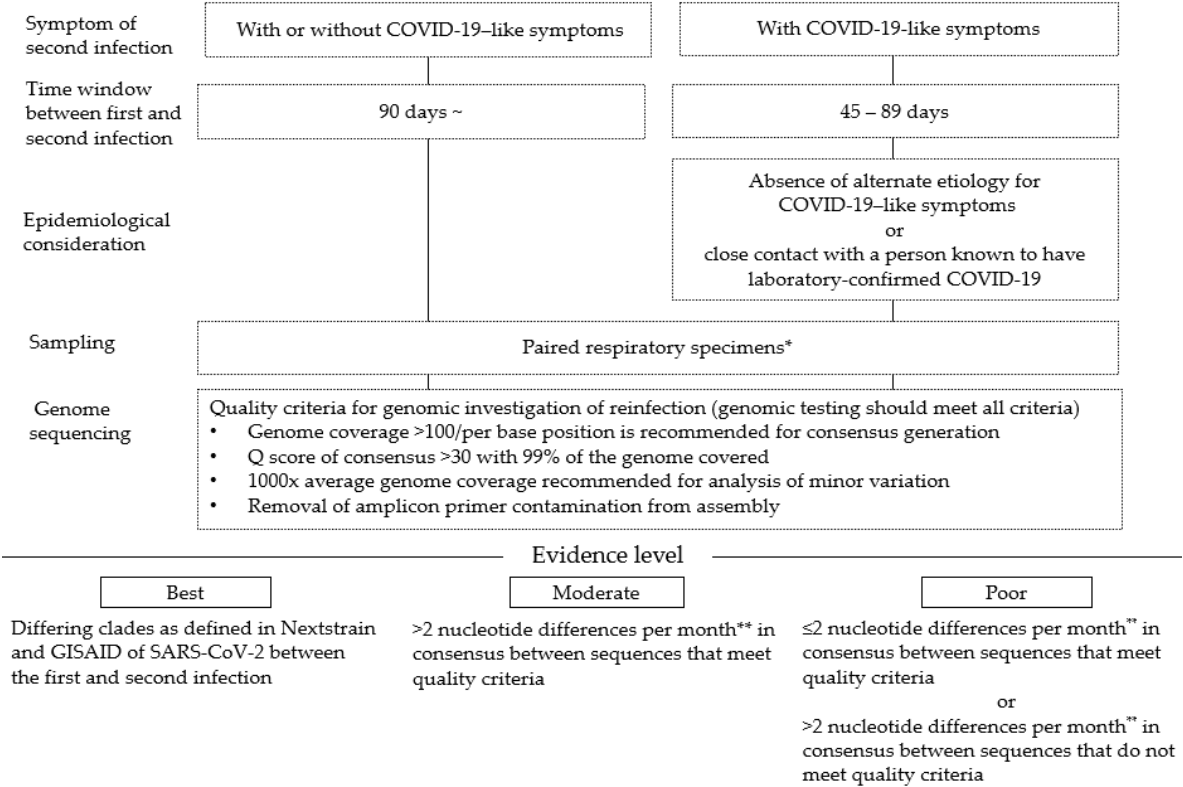 Symptom of
second infection
With or without COVID-19–like symptoms
With COVID-19-like symptoms
Time window
between first and
second infection
90 days ~
45 – 89 days
Epidemiological
consideration
Absence of alternate etiology for
COVID-19–like symptoms
or
close contact with a person known to have
laboratory-confirmed COVID-19
Sampling
Paired respiratory specimens*
Genome
sequencing
Quality criteria for genomic investigation of reinfection (genomic testing should meet all criteria)
• Genome coverage >100/per base position is recommended for consensus generation
• Q score of consensus >30 with 99% of the genome covered
• 1000x average genome coverage recommended for analysis of minor variation
• Removal of amplicon primer contamination from assembly
Evidence level
Best
Differing clades as defined in Nextstrain
and GISAID of SARS-CoV-2 between
the first and second infection
Moderate
>2 nucleotide differences per month** in
consensus between sequences that meet
quality criteria
Poor
≤2 nucleotide differences per month** in
consensus between sequences that meet
quality criteria
or
>2 nucleotide differences per month** in
consensus between sequences that do not
meet quality criteria